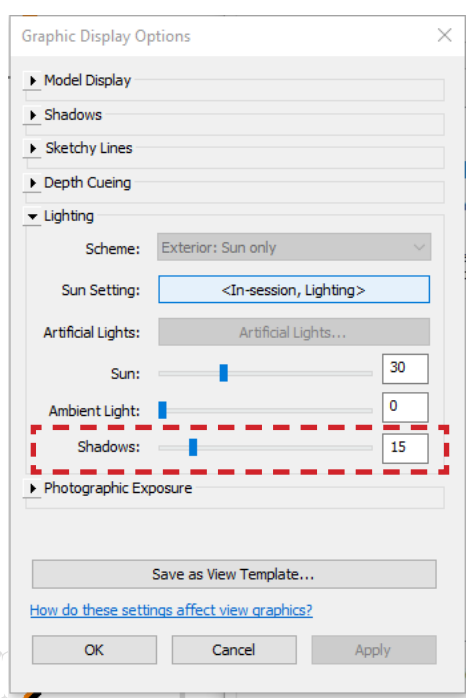 Graphic Display Options
Model Display
Shadows
Sketchy Lines
Depth Cueing
Lighting
Scheme: Exterior: Sun only
Sun Setting: <In-session, Lighting>
Artificial Lights: Artificial Lights...
Sun: 30
Ambient Light: 0
Shadows: 15
Photographic Exposure
Save as View Template...
How do these settings affect view graphics?
OK Cancel Apply